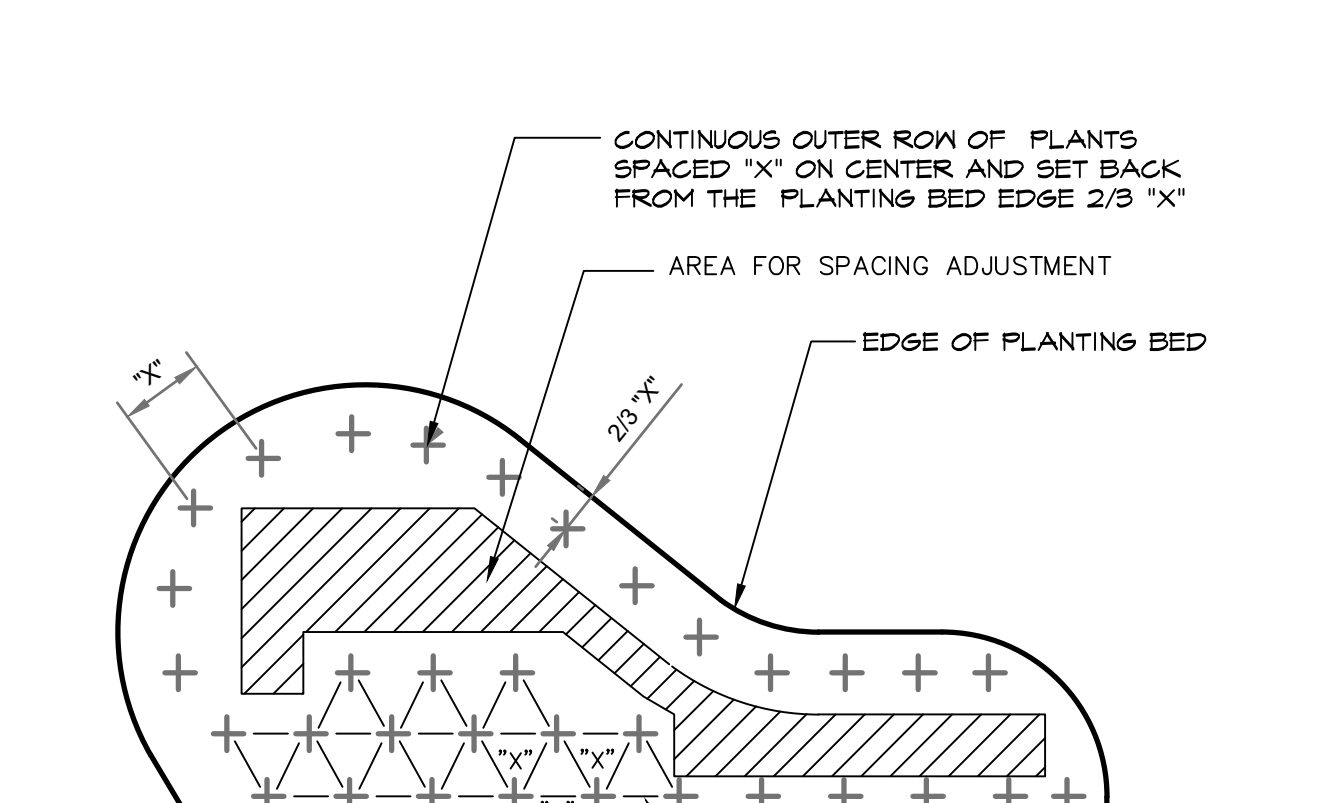 CONTINUOUS OUTER ROW OF PLANTS
SPACED "X" ON CENTER AND SET BACK
FROM THE PLANTING BED EDGE 2/3 "X"
AREA FOR SPACING ADJUSTMENT
EDGE OF PLANTING BED
"X"
2/3 "X"
"X" "X"